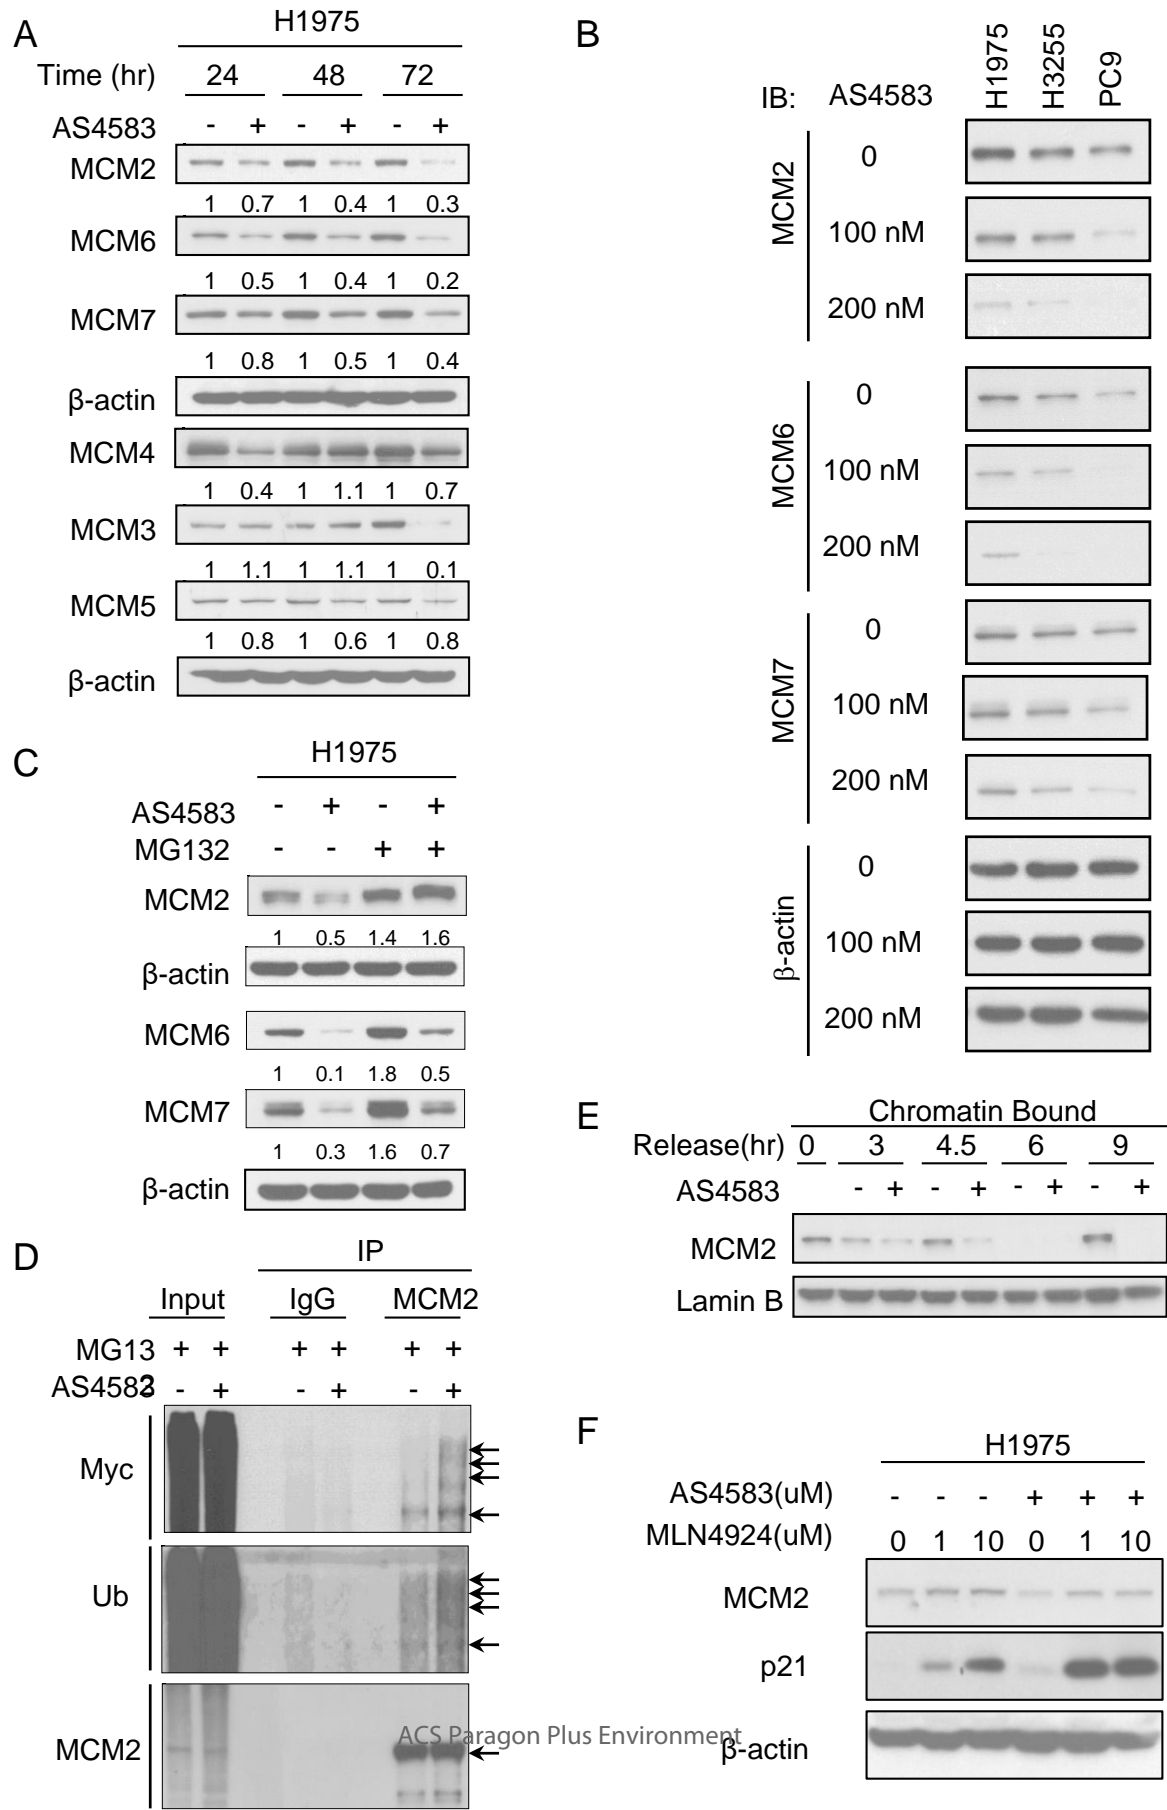 A
H1975
Time (hr) 24 48 72
AS4583 - + - + - +
MCM2
1 0.7 1 0.4 1 0.3
MCM6
1 0.5 1 0.4 1 0.2
MCM7
1 0.8 1 0.5 1 0.4
β-actin
MCM4
1 0.4 1 1.1 1 0.7
MCM3
1 1.1 1 1.1 1 0.1
MCM5
1 0.8 1 0.6 1 0.8
β-actin
B
IB: AS4583 H1975 H3255 PC9
MCM2
0
100 nM
200 nM
MCM6
0
100 nM
200 nM
MCM7
0
100 nM
200 nM
β-actin
0
100 nM
200 nM
C
H1975
AS4583 - + - +
MG132 - - + +
MCM2
1 0.5 1.4 1.6
β-actin
MCM6
1 0.1 1.8 0.5
MCM7
1 0.3 1.6 0.7
β-actin
D
IP
Input IgG MCM2
MG132 + + + + + +
AS4583 - + - + - +
Myc
Ub
MCM2
E
Chromatin Bound
Release(hr) 0 3 4.5 6 9
AS4583 - + - + - + - +
MCM2
Lamin B
F
H1975
AS4583(uM) - - - + + +
MLN4924(uM) 0 1 10 0 1 10
MCM2
p21
β-actin
ACS Paragon Plus Environment